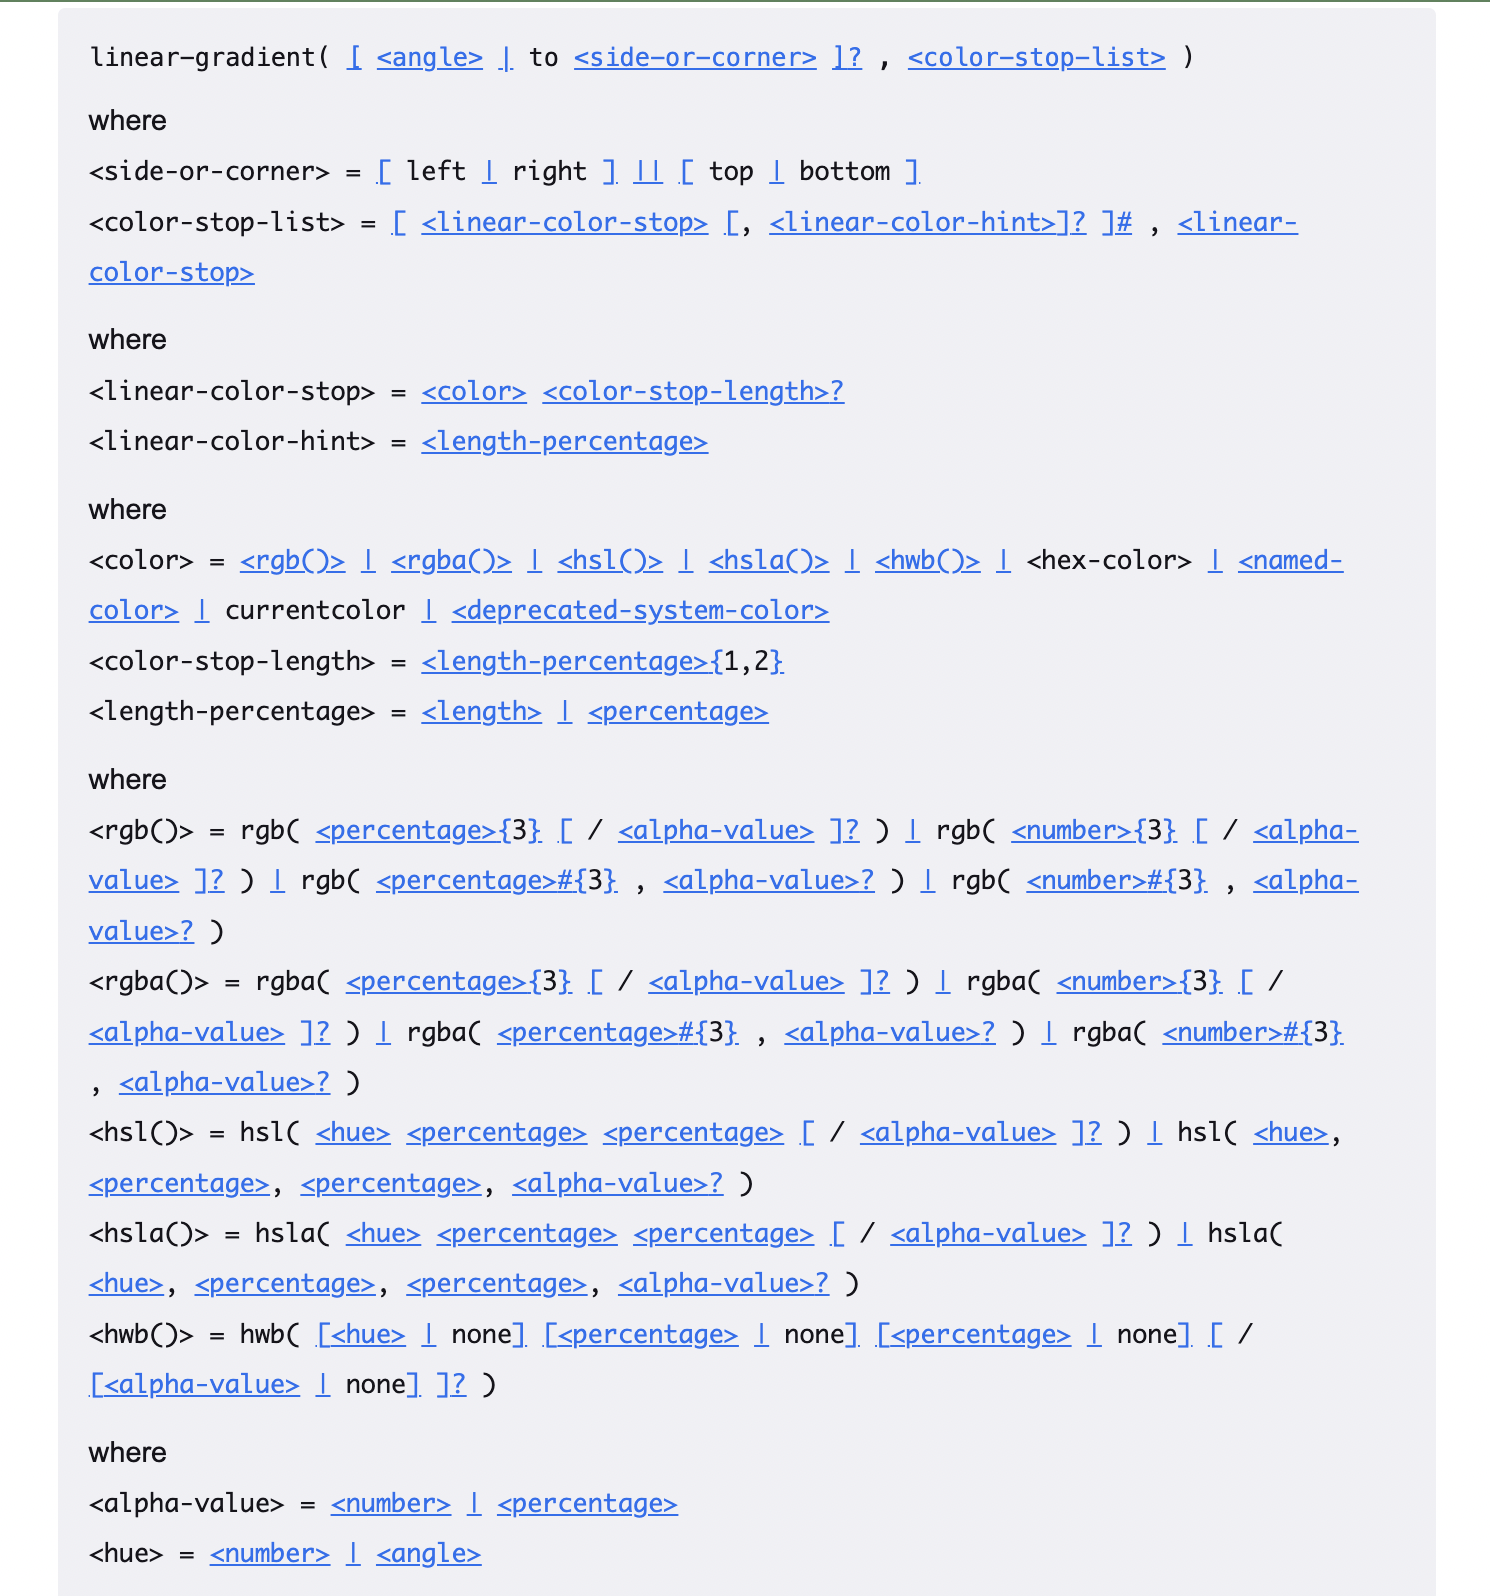 linear-gradient( [ <angle> | to <side-or-corner> ]? , <color-stop-list> )
where
<side-or-corner> = [ left | right ] || [ top | bottom ]
<color-stop-list> = [ <linear-color-stop> [, <linear-color-hint>]? ]# , <linear-
color-stop>
where
<linear-color-stop> = <color> <color-stop-length>?
<linear-color-hint> = <length-percentage>
where
<color> = <rgb()> | <rgba()> | <hsl()> | <hsla()> | <hwb()> | <hex-color> | <named-
color> | currentcolor | <deprecated-system-color>
<color-stop-length> = <length-percentage>{1,2}
<length-percentage> = <length> | <percentage>
where
<rgb()> = rgb( <percentage>{3} [ / <alpha-value> ]? ) | rgb( <number>{3} [ / <alpha-
value> ]? ) | rgb( <percentage>#{3} , <alpha-value>? ) | rgb( <number>#{3} , <alpha-
value>? )
<rgba()> = rgba( <percentage>{3} [ / <alpha-value> ]? ) | rgba( <number>{3} [ /
<alpha-value> ]? ) | rgba( <percentage>#{3} , <alpha-value>? ) | rgba( <number>#{3}
, <alpha-value>? )
<hsl()> = hsl( <hue> <percentage> <percentage> [ / <alpha-value> ]? ) | hsl( <hue>,
<percentage>, <percentage>, <alpha-value>? )
<hsla()> = hsla( <hue> <percentage> <percentage> [ / <alpha-value> ]? ) | hsla(
<hue>, <percentage>, <percentage>, <alpha-value>? )
<hwb()> = hwb( [<hue> | none] [<percentage> | none] [<percentage> | none] [ /
[<alpha-value> | none] ]? )
where
<alpha-value> = <number> | <percentage>
<hue> = <number> | <angle>